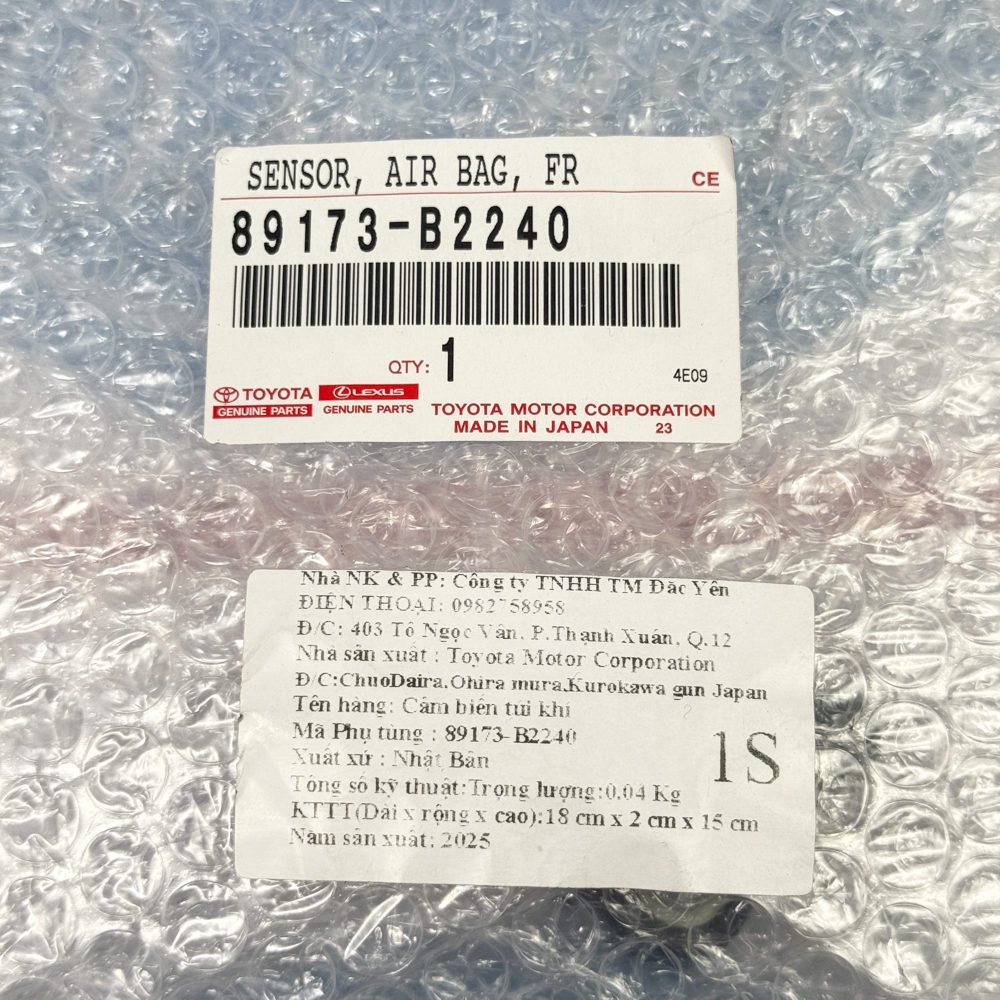 SENSOR, AIR BAG, FR
CE
89173-B2240
QTY: 1
4E09
TOYOTA
GENUINE PARTS
LEXUS
GENUINE PARTS
TOYOTA MOTOR CORPORATION
MADE IN JAPAN 23
Nhà NK & PP: Công ty TNHH TM Đăc Yên
ĐIỆN THOẠI: 0982758958
Đ/C: 403 Tô Ngọc Vân, P.Thạnh Xuân, Q.12
Nhà sản xuất : Toyota Motor Corporation
Đ/C:ChuoDaira,Ohira mura,Kurokawa gun Japan
Tên hàng: Cảm biến túi khí
Mã Phụ tùng : 89173-B2240
1S
Xuất xứ : Nhật Bản
Tông số kỹ thuật:Trọng lượng:0,04 Kg
KTTT(Dài x rộng x cao):18 cm x 2 cm x 15 cm
Năm sản xuất: 2025